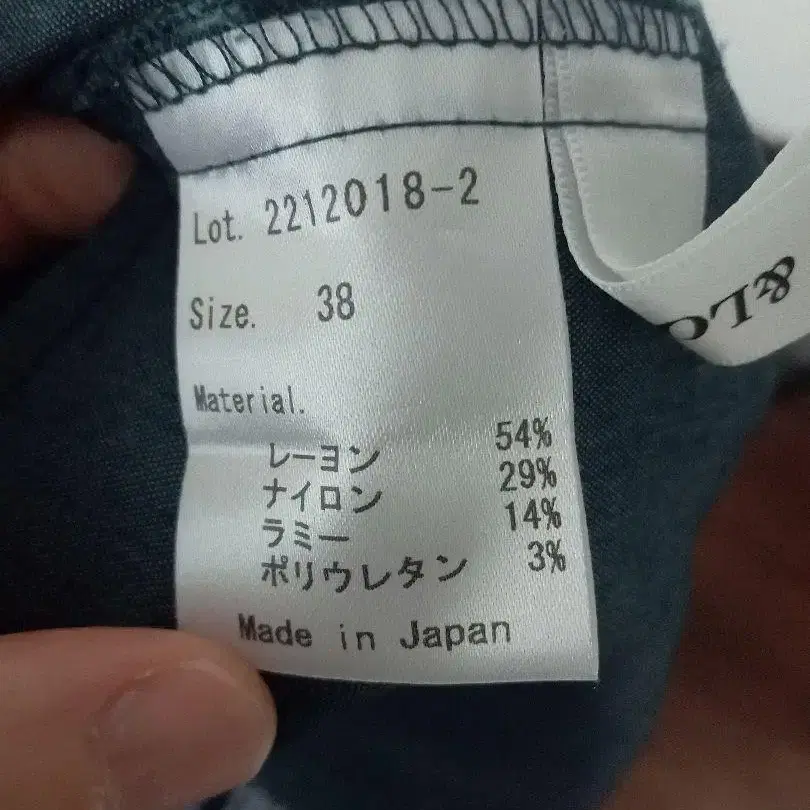 Lot. 2212018-2
Size. 38
Material.
レーヨン 54%
ナイロン 29%
ラミー 14%
ポリウレタン 3%
Made in Japan